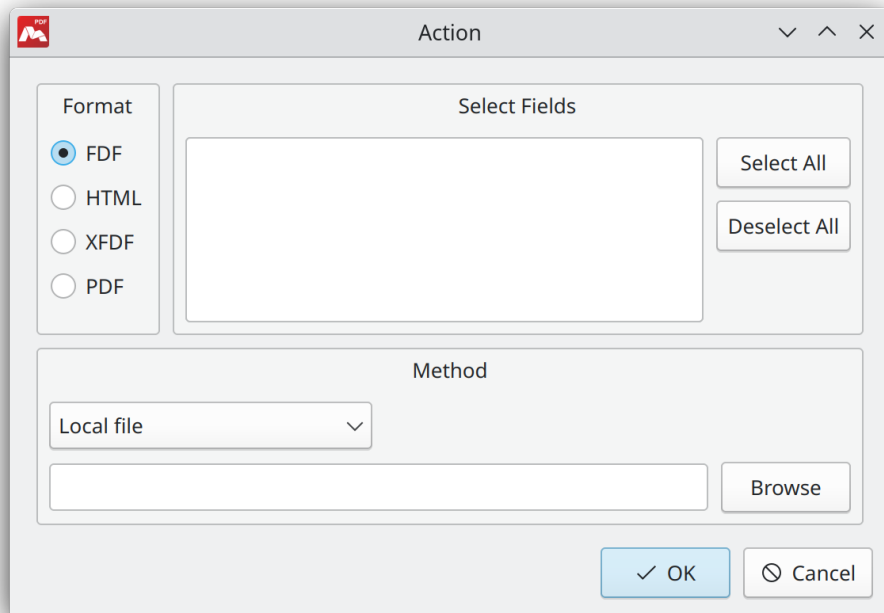 PDF
Action
Format
FDF
HTML
XFDF
PDF
Select Fields
Select All
Deselect All
Method
Local file
Browse
OK
Cancel